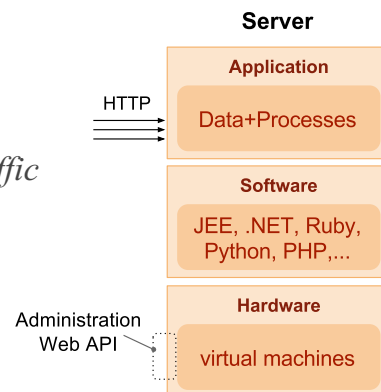 Server
Application
HTTP
Data+Processes
Software
JEE, .NET, Ruby,
Python, PHP,...
Hardware
Administration
Web API
virtual machines